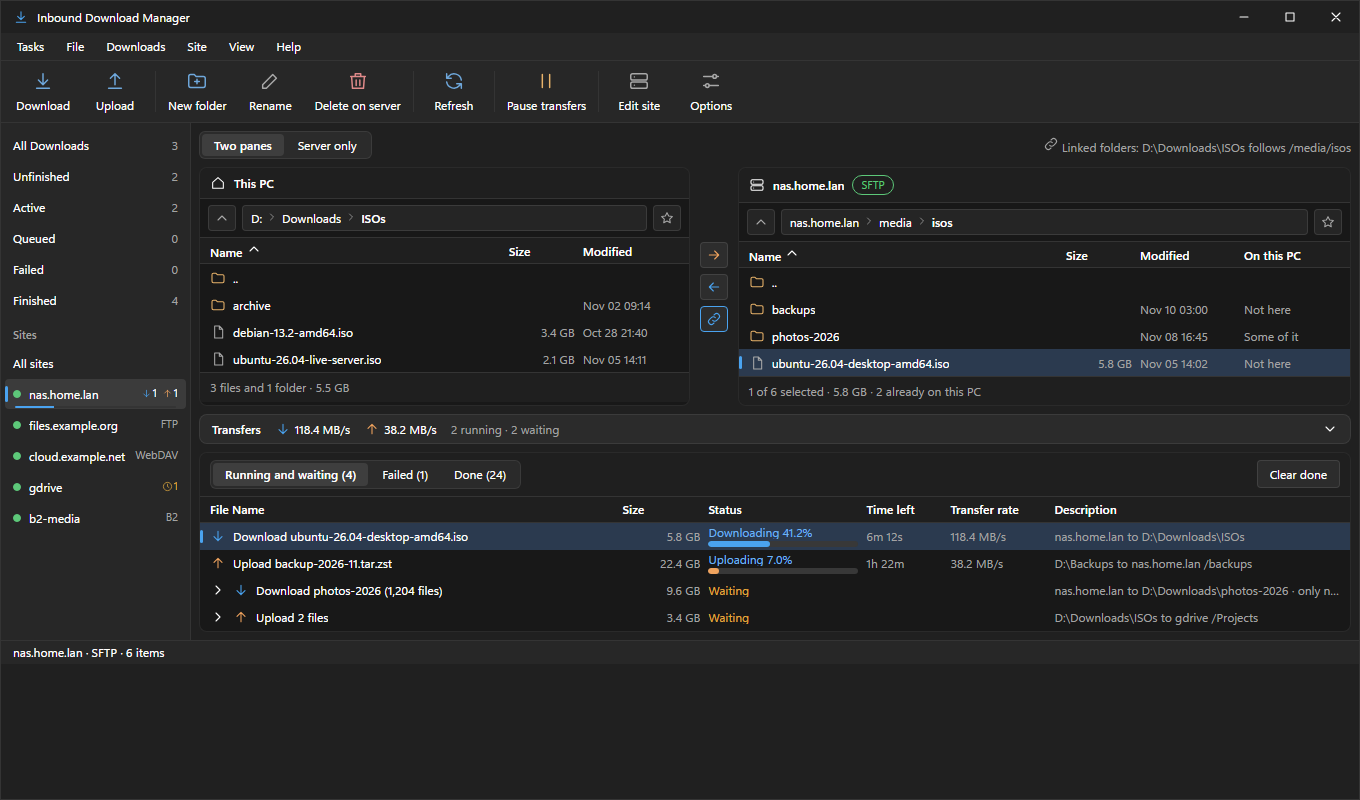 Inbound Download Manager
Tasks File Downloads Site View Help
Download Upload New folder Rename Delete on server Refresh Pause transfers Edit site Options
All Downloads 3
Unfinished 2
Active 2
Queued 0
Failed 0
Finished 4
Sites
All sites
nas.home.lan 1 1
files.example.org FTP
cloud.example.net WebDAV
gdrive 1
b2-media B2
Two panes Server only
Linked folders: D:\Downloads\ISOs follows /media/isos
This PC
D: Downloads ISOs
Name Size Modified
..
archive Nov 02 09:14
debian-13.2-amd64.iso 3.4 GB Oct 28 21:40
ubuntu-26.04-live-server.iso 2.1 GB Nov 05 14:11
3 files and 1 folder · 5.5 GB
nas.home.lan SFTP
nas.home.lan media isos
Name Size Modified On this PC
..
backups Nov 10 03:00 Not here
photos-2026 Nov 08 16:45 Some of it
ubuntu-26.04-desktop-amd64.iso 5.8 GB Nov 05 14:02 Not here
1 of 6 selected · 5.8 GB · 2 already on this PC
Transfers 118.4 MB/s 38.2 MB/s 2 running · 2 waiting
Running and waiting (4) Failed (1) Done (24) Clear done
File Name Size Status Time left Transfer rate Description
Download ubuntu-26.04-desktop-amd64.iso 5.8 GB Downloading 41.2% 6m 12s 118.4 MB/s nas.home.lan to D:\Downloads\ISOs
Upload backup-2026-11.tar.zst 22.4 GB Uploading 7.0% 1h 22m 38.2 MB/s D:\Backups to nas.home.lan /backups
Download photos-2026 (1,204 files) 9.6 GB Waiting nas.home.lan to D:\Downloads\photos-2026 · only n...
Upload 2 files 3.4 GB Waiting D:\Downloads\ISOs to gdrive /Projects
nas.home.lan · SFTP · 6 items